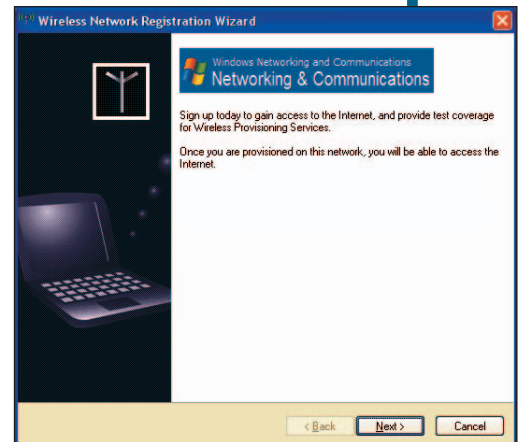 Wireless Network Registration Wizard
Windows Networking and Communications
Networking & Communications
Sign up today to gain access to the Internet, and provide test coverage
for Wireless Provisioning Services.
Once you are provisioned on this network, you will be able to access the
Internet.
< Back Next > Cancel